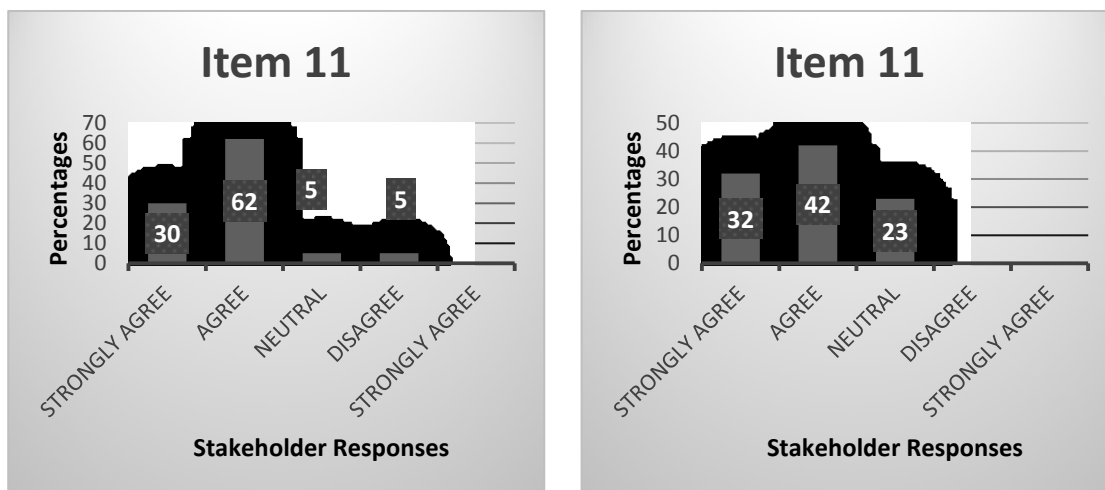 Item 11
Percentages
70
60
50
40
30
20
10
0
30
62
5
5
STRONGLY AGREE
AGREE
NEUTRAL
DISAGREE
STRONGLY AGREE
Stakeholder Responses
Item 11
Percentages
50
40
30
20
10
0
32
42
23
STRONGLY AGREE
AGREE
NEUTRAL
DISAGREE
STRONGLY AGREE
Stakeholder Responses